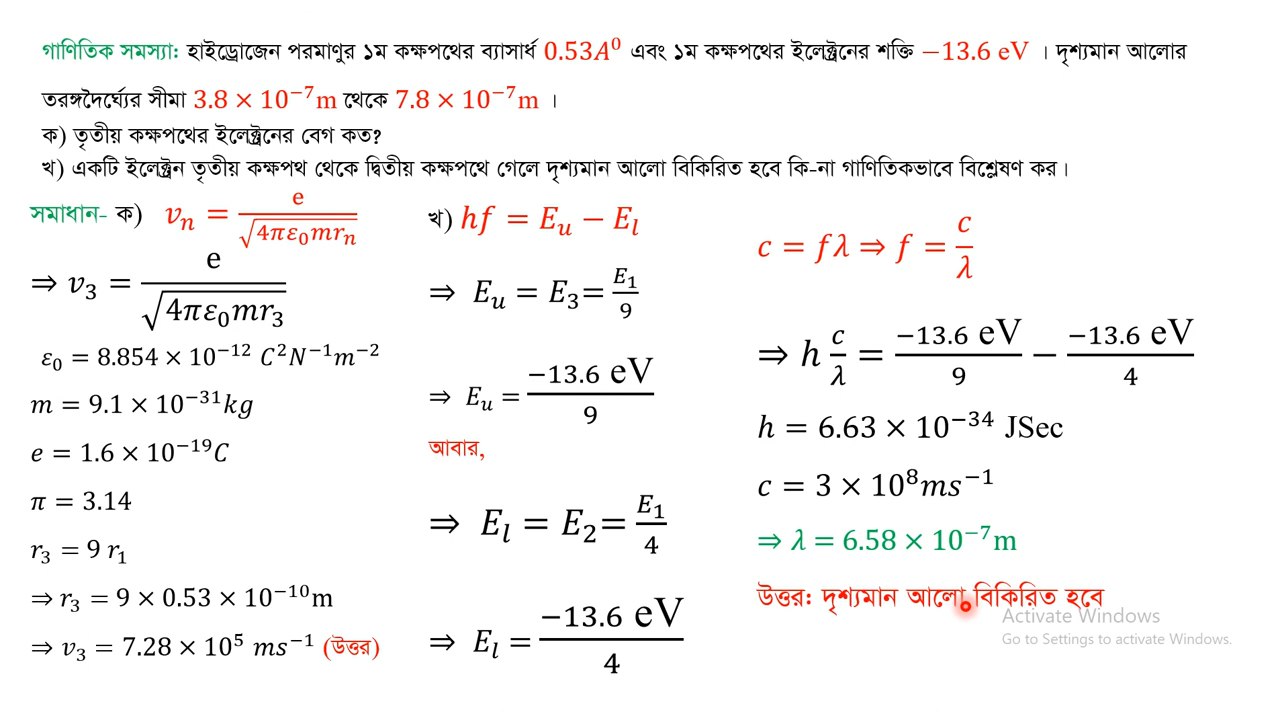 গাণিতিক সমস্যা: হাইড্রোজেন পরমাণুর ১ম কক্ষপথের ব্যাসার্ধ 0.53A⁰ এবং ১ম কক্ষপথের ইলেক্ট্রনের শক্তি −13.6 eV । দৃশ্যমান আলোর
তরঙ্গদৈর্ঘ্যের সীমা 3.8 × 10⁻⁷m থেকে 7.8 × 10⁻⁷m ।
ক) তৃতীয় কক্ষপথের ইলেক্ট্রনের বেগ কত?
খ) একটি ইলেক্ট্রন তৃতীয় কক্ষপথ থেকে দ্বিতীয় কক্ষপথে গেলে দৃশ্যমান আলো বিকিরিত হবে কি-না গাণিতিকভাবে বিশ্লেষণ কর।
সমাধান- ক) vₙ = e/√(4πε₀mrₙ)
⇒ v₃ = e/√(4πε₀mr₃)
ε₀ = 8.854 × 10⁻¹² C²N⁻¹m⁻²
m = 9.1 × 10⁻³¹kg
e = 1.6 × 10⁻¹⁹C
π = 3.14
r₃ = 9 r₁
⇒ r₃ = 9 × 0.53 × 10⁻¹⁰m
⇒ v₃ = 7.28 × 10⁵ ms⁻¹ (উত্তর)
খ) hf = Eᵤ − Eₗ
⇒ Eᵤ = E₃= E₁/9
⇒ Eᵤ = −13.6 eV/9
আবার,
⇒ Eₗ = E₂= E₁/4
⇒ Eₗ = −13.6 eV/4
c = fλ ⇒ f = c/λ
⇒ h c/λ = −13.6 eV/9 − −13.6 eV/4
h = 6.63 × 10⁻³⁴ JSec
c = 3 × 10⁸ms⁻¹
⇒ λ = 6.58 × 10⁻⁷m
উত্তর: দৃশ্যমান আলো বিকিরিত হবে
Activate Windows
Go to Settings to activate Windows.